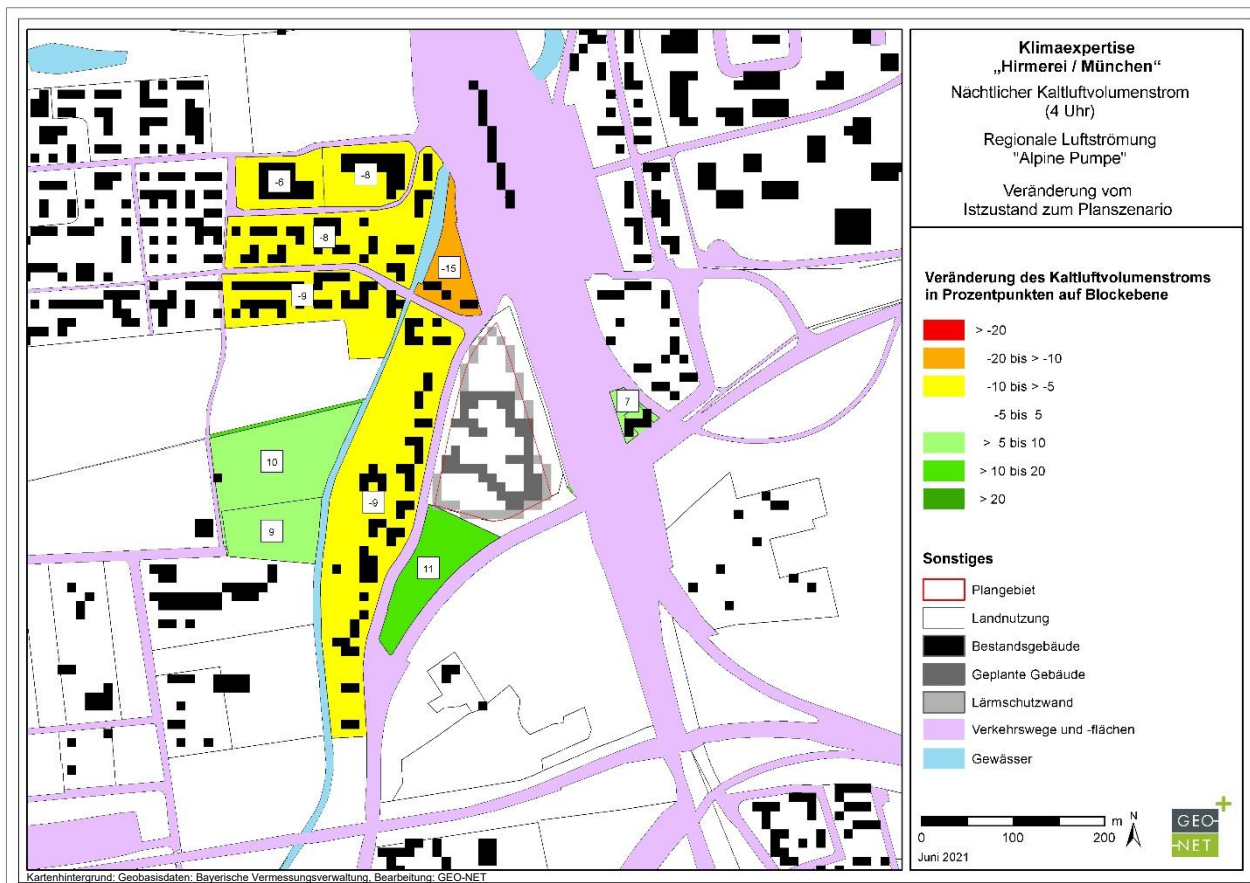 -6
-8
-8
-15
-9
7
10
-9
9
11
Klimaexpertise
„Hirmerei / München“
Nächtlicher Kaltluftvolumenstrom
(4 Uhr)
Regionale Luftströmung
"Alpine Pumpe"
Veränderung vom
Istzustand zum Planszenario
Veränderung des Kaltluftvolumenstroms
in Prozentpunkten auf Blockebene
> -20
-20 bis > -10
-10 bis > -5
-5 bis 5
> 5 bis 10
> 10 bis 20
> 20
Sonstiges
Plangebiet
Landnutzung
Bestandsgebäude
Geplante Gebäude
Lärmschutzwand
Verkehrswege und -flächen
Gewässer
m N
0 100 200
Juni 2021
GEO-
NET
Kartenhintergrund: Geobasisdaten: Bayerische Vermessungsverwaltung, Bearbeitung: GEO-NET